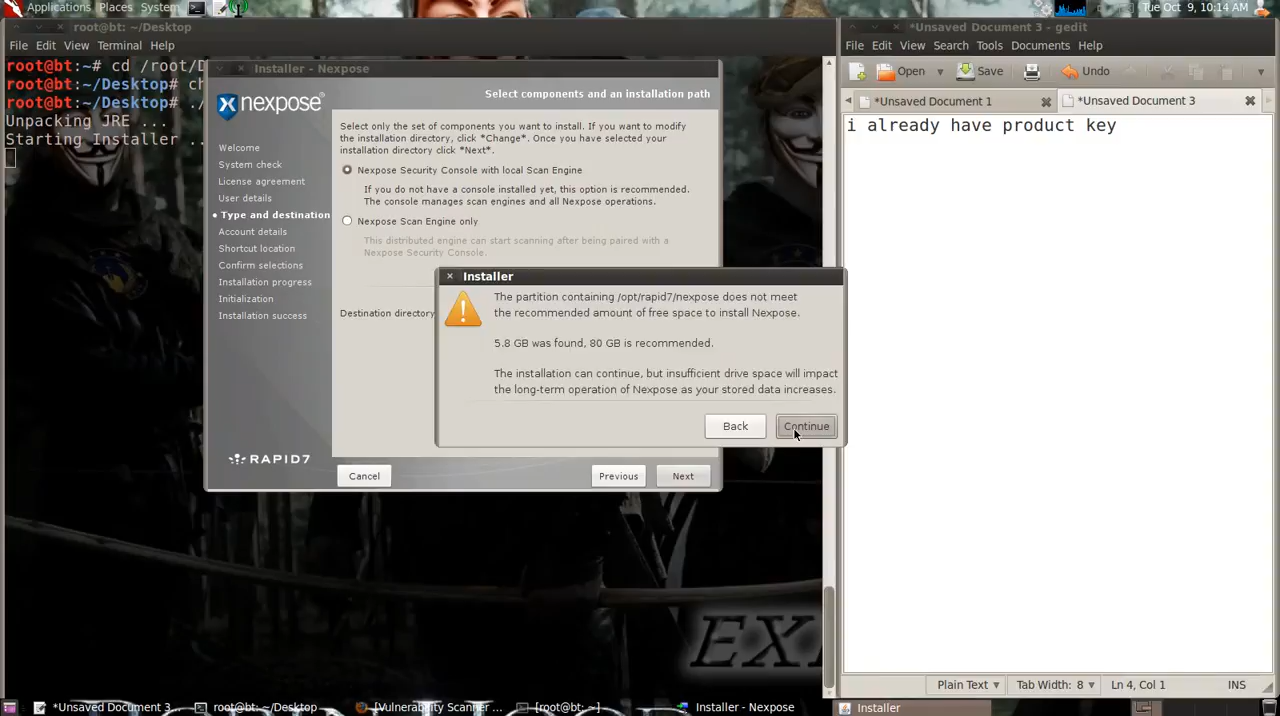 Applications Places System
Tue Oct 9, 10:14 AM
root@bt: ~/Desktop
File Edit View Terminal Help
root@bt:~# cd /root/D
root@bt:~/Desktop# ch
root@bt:~/Desktop# ./
Unpacking JRE ...
Starting Installer ..
Installer - Nexpose
nexpose
Select components and an installation path
Welcome
System check
License agreement
User details
• Type and destination
Account details
Shortcut location
Confirm selections
Installation progress
Initialization
Installation success
RAPID7
Select only the set of components you want to install. If you want to modify
the installation directory, click *Change*. Once you have selected your
installation directory click *Next*.
Nexpose Security Console with local Scan Engine
If you do not have a console installed yet, this option is recommended.
The console manages scan engines and all Nexpose operations.
Nexpose Scan Engine only
This distributed engine can start scanning after being paired with a
Nexpose Security Console.
Destination directory
Cancel Previous Next
Installer
The partition containing /opt/rapid7/nexpose does not meet
the recommended amount of free space to install Nexpose.
5.8 GB was found, 80 GB is recommended.
The installation can continue, but insufficient drive space will impact
the long-term operation of Nexpose as your stored data increases.
Back Continue
*Unsaved Document 3 - gedit
File Edit View Search Tools Documents Help
Open Save Undo
*Unsaved Document 1 *Unsaved Document 3
i already have product key
Plain Text Tab Width: 8 Ln 4, Col 1 INS
EX
*Unsaved Document 3... root@bt: ~/Desktop [Vulnerability Scanner ... [root@bt: ~] Installer - Nexpose Installer